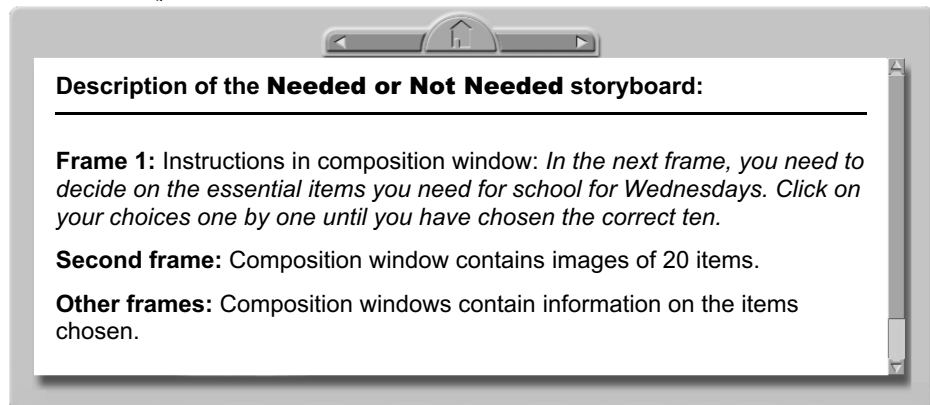 Description of the Needed or Not Needed storyboard:
Frame 1: Instructions in composition window: In the next frame, you need to
decide on the essential items you need for school for Wednesdays. Click on
your choices one by one until you have chosen the correct ten.
Second frame: Composition window contains images of 20 items.
Other frames: Composition windows contain information on the items
chosen.